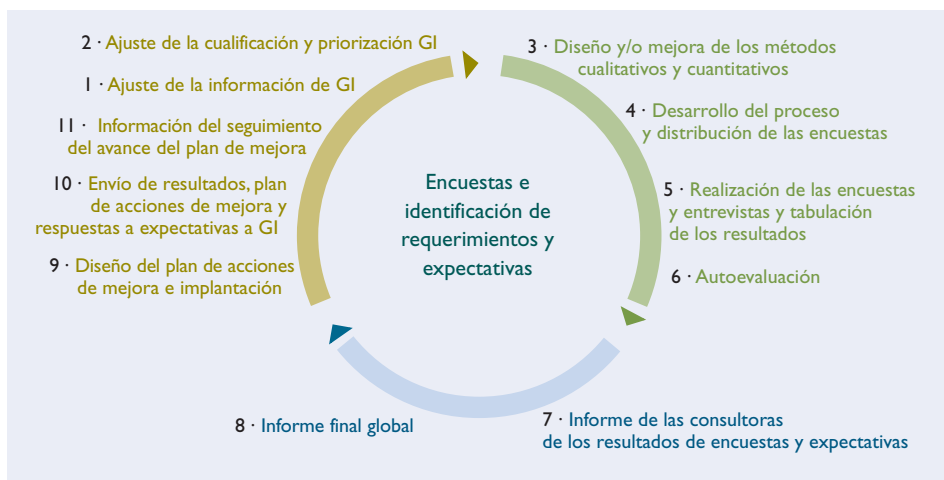 2 · Ajuste de la cualificación y priorización GI
1 · Ajuste de la información de GI
11 · Información del seguimiento
del avance del plan de mejora
10 · Envío de resultados, plan
de acciones de mejora y
respuestas a expectativas a GI
9 · Diseño del plan de acciones
de mejora e implantación
Encuestas e
identificación de
requerimientos y
expectativas
3 · Diseño y/o mejora de los métodos
cualitativos y cuantitativos
4 · Desarrollo del proceso
y distribución de las encuestas
5 · Realización de las encuestas
y entrevistas y tabulación
de los resultados
6 · Autoevaluación
7 · Informe de las consultoras
de los resultados de encuestas y expectativas
8 · Informe final global